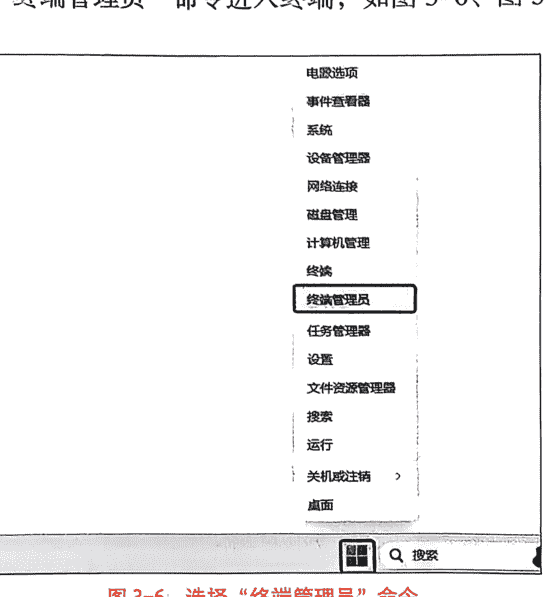 终端管理员”命令进入终端，如图3-6、图3
电源选项
事件查看器
系统
设备管理器
网络连接
磁盘管理
计算机管理
终端
终端管理员
任务管理器
设置
文件资源管理器
搜索
运行
关机或注销 >
桌面
搜索
图3-6 选择“终端管理员”命令